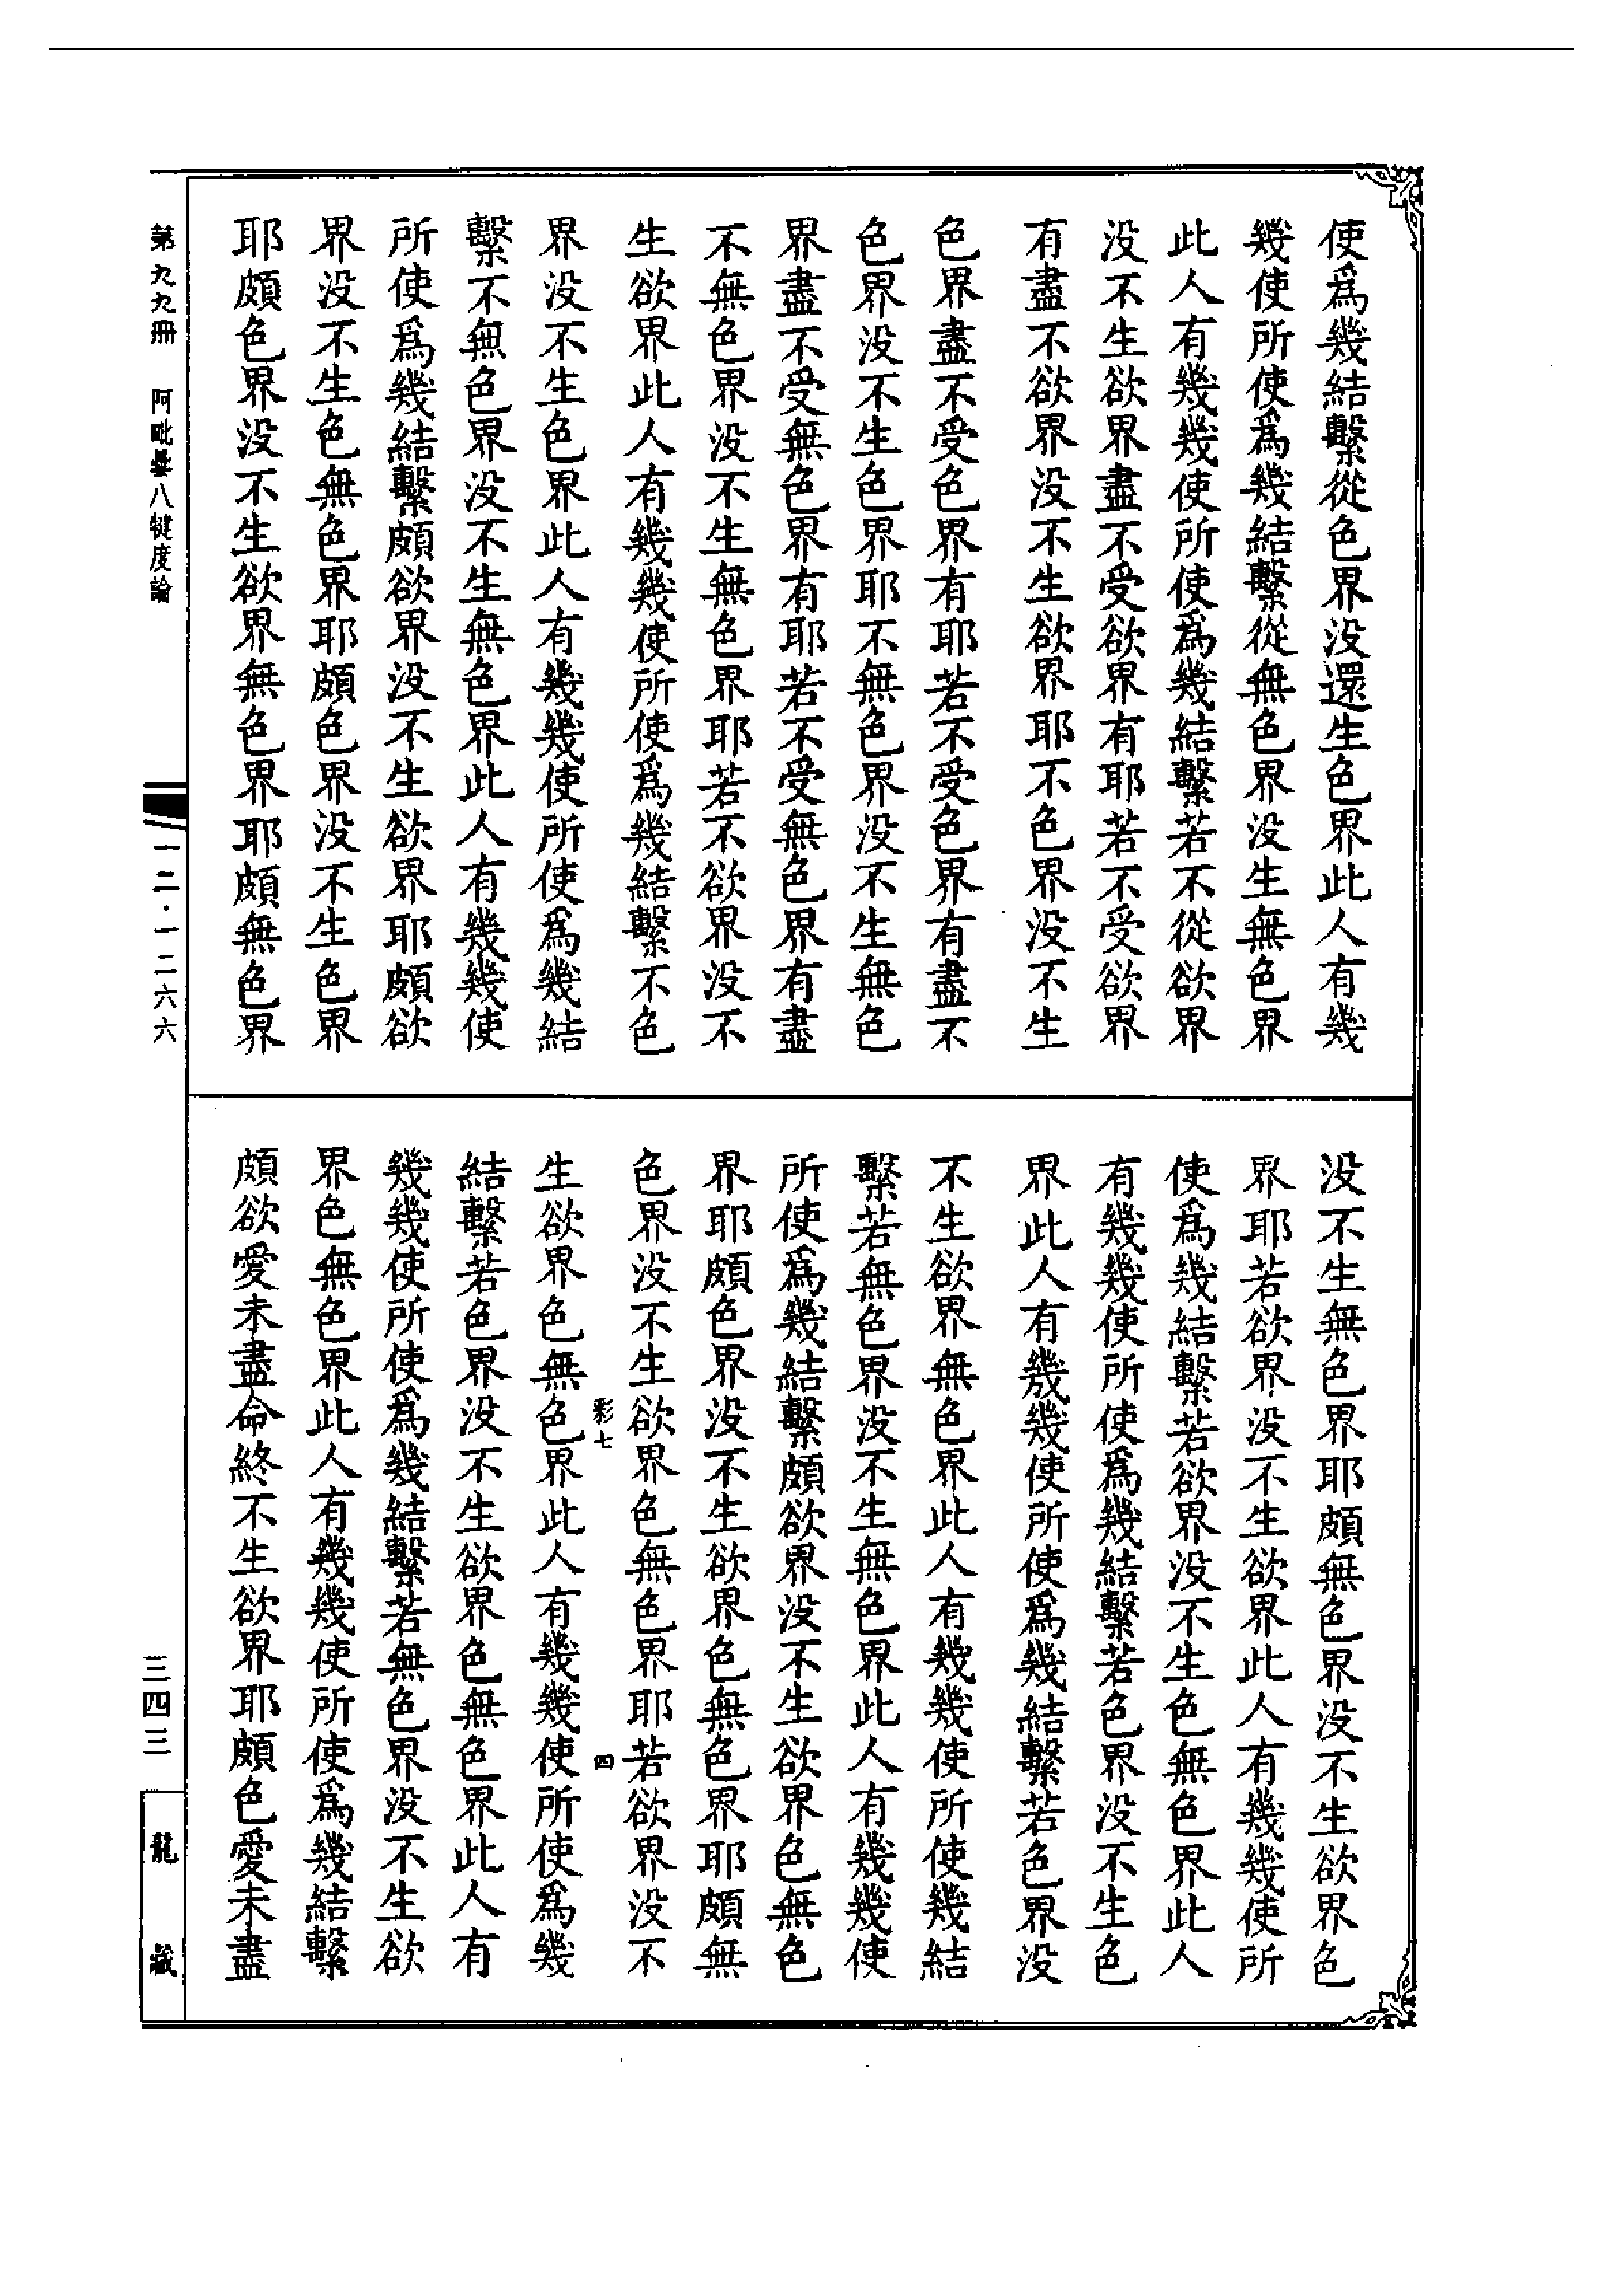 使爲幾結繫從色界没還生色界此人有幾
幾使所使爲幾結繫從無色界没生無色界
此人有幾幾使所使爲幾結繫若不從欲界
没不生欲界盡不受欲界有耶若不受欲界
有盡不欲界没不生欲界耶不色界没不生
色界盡不受色界有耶若不受色界有盡不
色界没不生色界耶不無色界没不生無色
界盡不受無色界有耶若不受無色界有盡
不無色界没不生無色界耶若不欲界没不
生欲界此人有幾幾使所使爲幾結繫不色
界没不生色界此人有幾幾使所使爲幾結
繫不無色界没不生無色界此人有幾幾使
所使爲幾結繫頗欲界没不生欲界耶頗欲
界没不生色無色界耶頗色界没不生色界
耶頗色界没不生欲界無色界耶頗無色界
没不生無色界耶頗無色界没不生欲界色
界耶若欲界没不生欲界此人有幾幾使所
使爲幾結繫若欲界没不生色無色界此人
有幾幾使所使爲幾結繫若色界没不生色
界此人有幾幾使所使爲幾結繫若色界没
不生欲界無色界此人有幾幾使所使幾結
繫若無色界没不生無色界此人有幾幾使
所使爲幾結繫頗欲界没不生欲界色無色
界耶頗色界没不生欲界色無色界耶頗無
色界没不生欲界色無色界耶若欲界没不
彩七 四
生欲界色無色界此人有幾幾使所使爲幾
結繫若色界没不生欲界色無色界此人有
幾幾使所使爲幾結繫若無色界没不生欲
界色無色界此人有幾幾使所使爲幾結繫
頗欲愛未盡命終不生欲界耶頗色愛未盡
第九九冊 阿毗曇八犍度論
一二·一二六六
三四三
龍藏